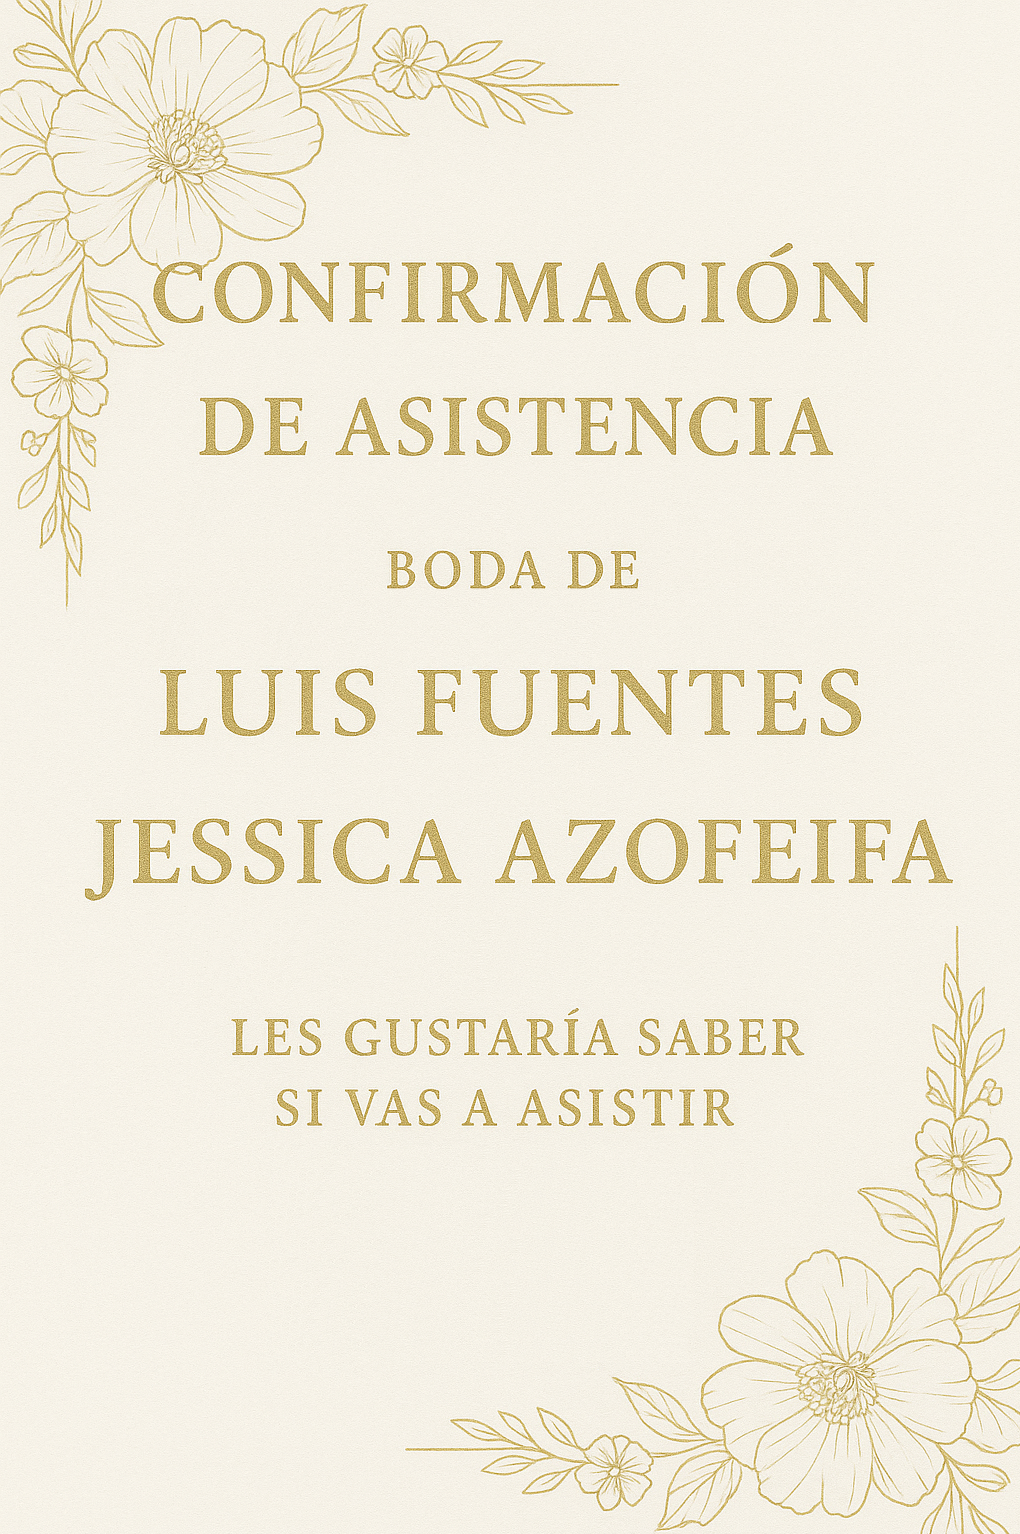 CONFIRMACIÓN
DE ASISTENCIA
BODA DE
LUIS FUENTES
JESSICA AZOFEIFA
LES GUSTARÍA SABER
SI VAS A ASISTIR